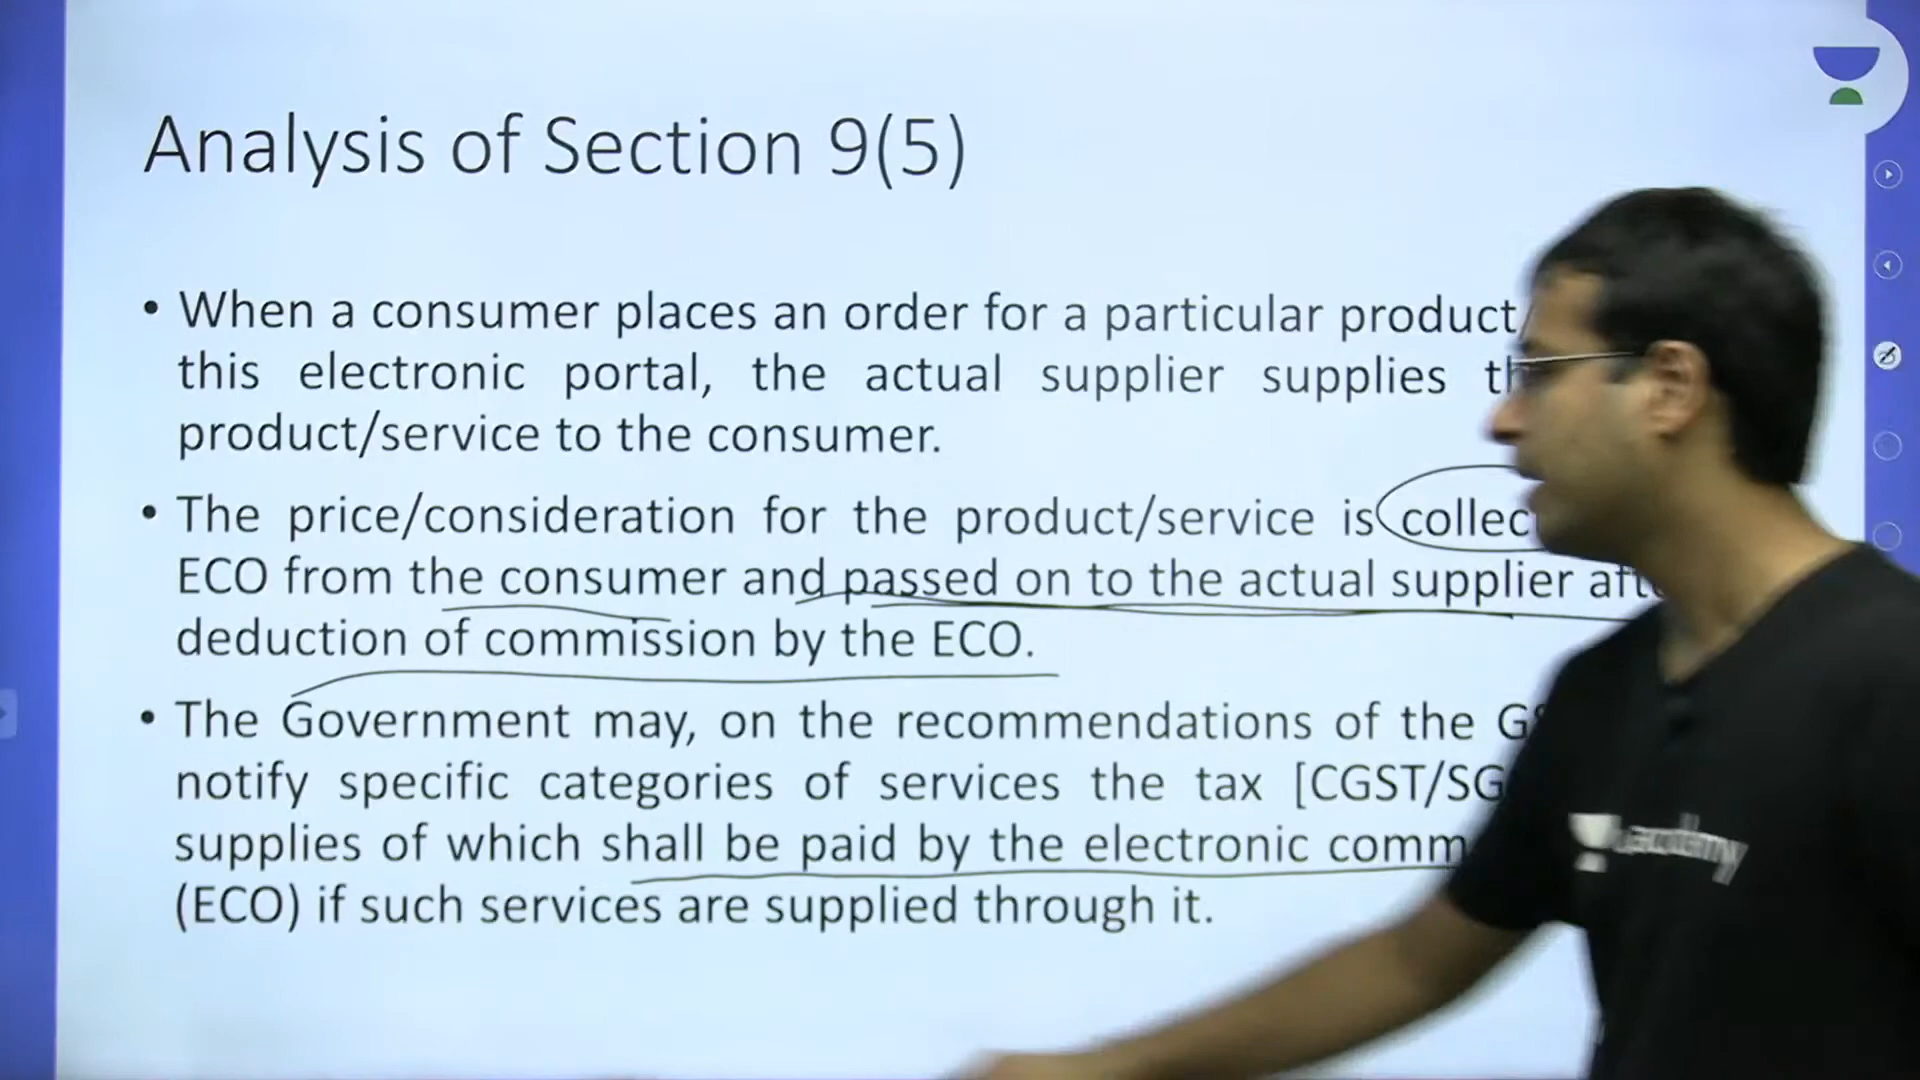 Analysis of Section 9(5)
• When a consumer places an order for a particular product/
this electronic portal, the actual supplier supplies
product/service to the consumer.
• The price/consideration for the product/service is
ECO from the consumer and passed on to the actual supplier
deduction of commission by the ECO.
• The Government may, on the recommendations of the
notify specific categories of services the tax [CGST/SG
supplies of which shall be paid by the electronic comm
(ECO) if such services are supplied through it.